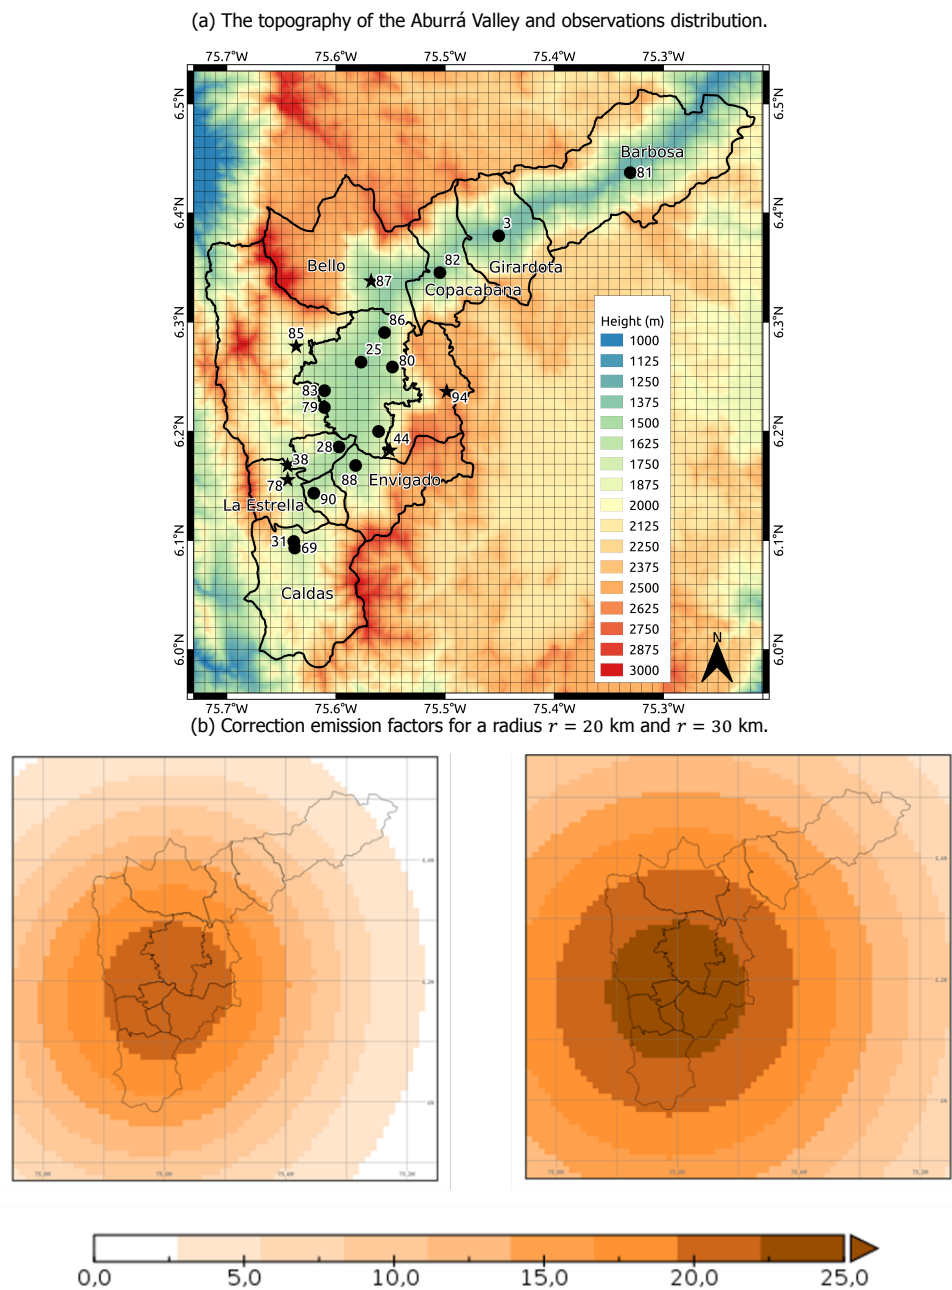 (a) The topography of the Aburrá Valley and observations distribution.
75.7°W 75.6°W 75.5°W 75.4°W 75.3°W
6.5°N 6.5°N
Barbosa
81
6.4°N 6.4°N
3
82
Bello
Girardota
87
Copacabana
6.3°N 6.3°N
86
85
25
80
83
94
79
6.2°N 6.2°N
44
28
38
88
Envigado
78
90
La Estrella
6.1°N 6.1°N
31
69
Caldas
6.0°N 6.0°N
Height (m)
1000
1125
1250
1375
1500
1625
1750
1875
2000
2125
2250
2375
2500
2625
2750
2875
3000
N
75.7°W 75.6°W 75.5°W 75.4°W 75.3°W
(b) Correction emission factors for a radius r = 20 km and r = 30 km.
0,0 5,0 10,0 15,0 20,0 25,0